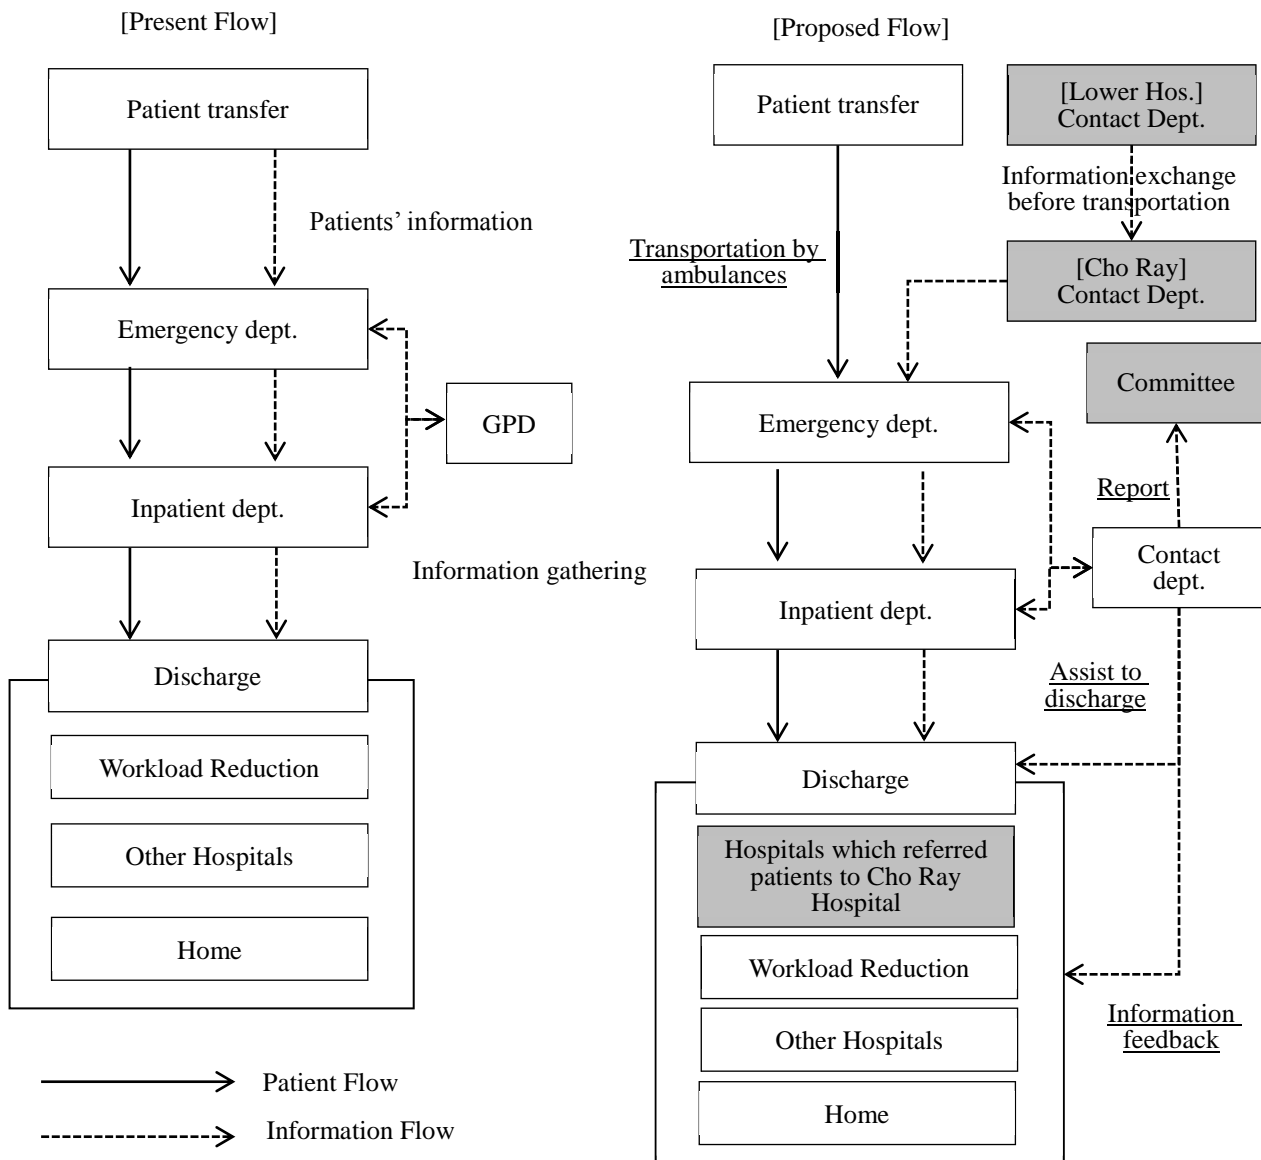 [Present Flow]
Patient transfer
Patients’ information
Emergency dept.
GPD
Inpatient dept.
Information gathering
Discharge
Workload Reduction
Other Hospitals
Home
Patient Flow
Information Flow
[Proposed Flow]
Patient transfer
[Lower Hos.]
Contact Dept.
Information exchange
before transportation
Transportation by
ambulances
[Cho Ray]
Contact Dept.
Committee
Emergency dept.
Report
Contact
dept.
Inpatient dept.
Assist to
discharge
Discharge
Hospitals which referred
patients to Cho Ray
Hospital
Workload Reduction
Information
feedback
Other Hospitals
Home